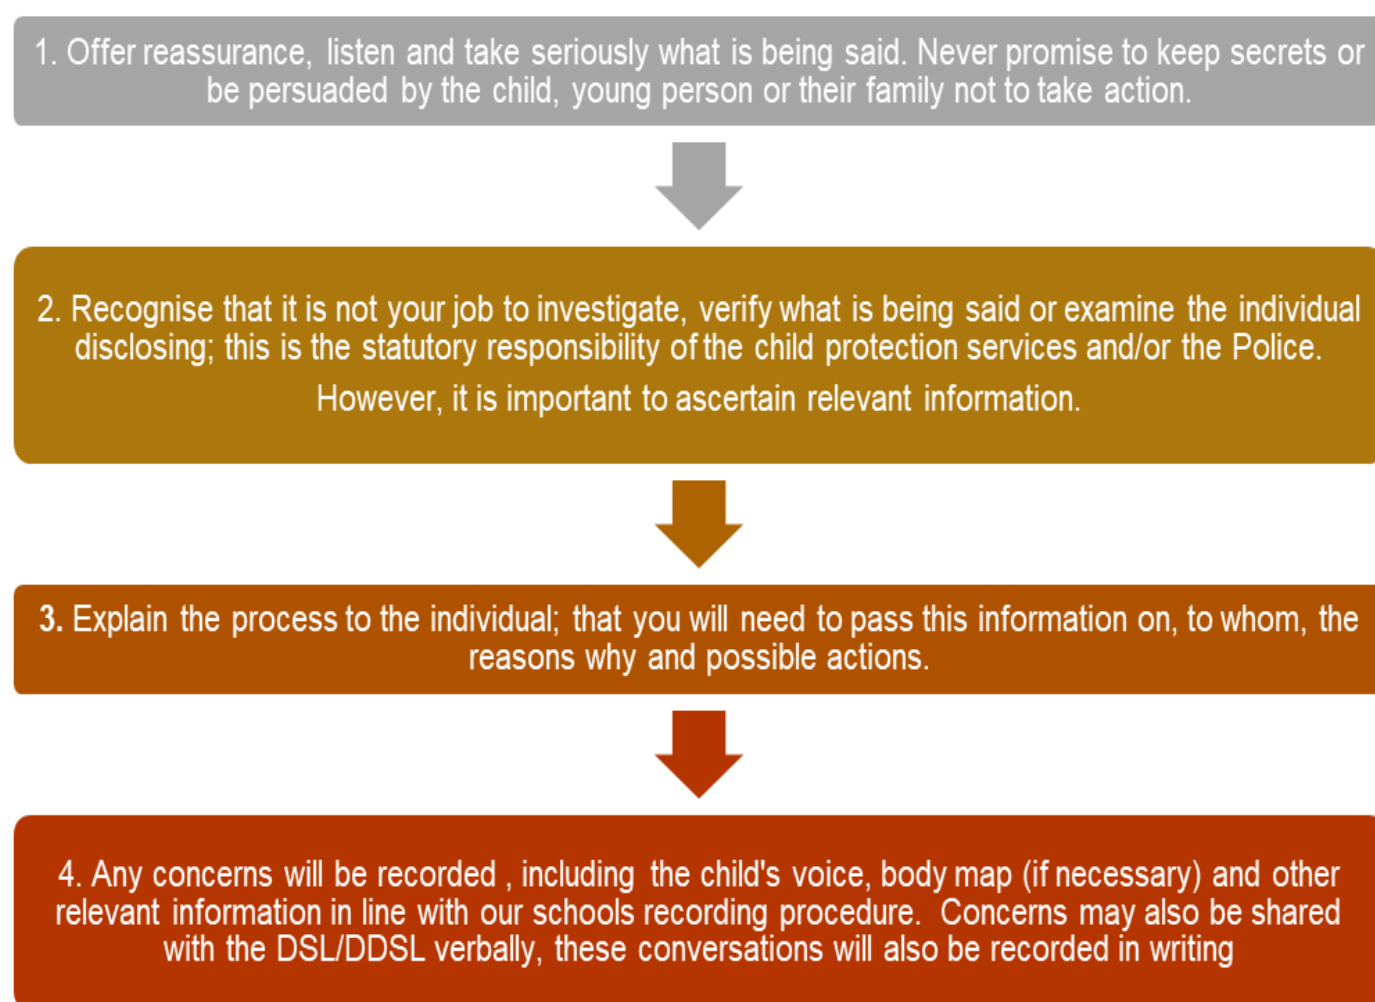 1. Offer reassurance, listen and take seriously what is being said. Never promise to keep secrets or
be persuaded by the child, young person or their family not to take action.
2. Recognise that it is not your job to investigate, verify what is being said or examine the individual
disclosing; this is the statutory responsibility of the child protection services and/or the Police.
However, it is important to ascertain relevant information.
3. Explain the process to the individual; that you will need to pass this information on, to whom, the
reasons why and possible actions.
4. Any concerns will be recorded , including the child's voice, body map (if necessary) and other
relevant information in line with our schools recording procedure. Concerns may also be shared
with the DSL/DDSL verbally, these conversations will also be recorded in writing